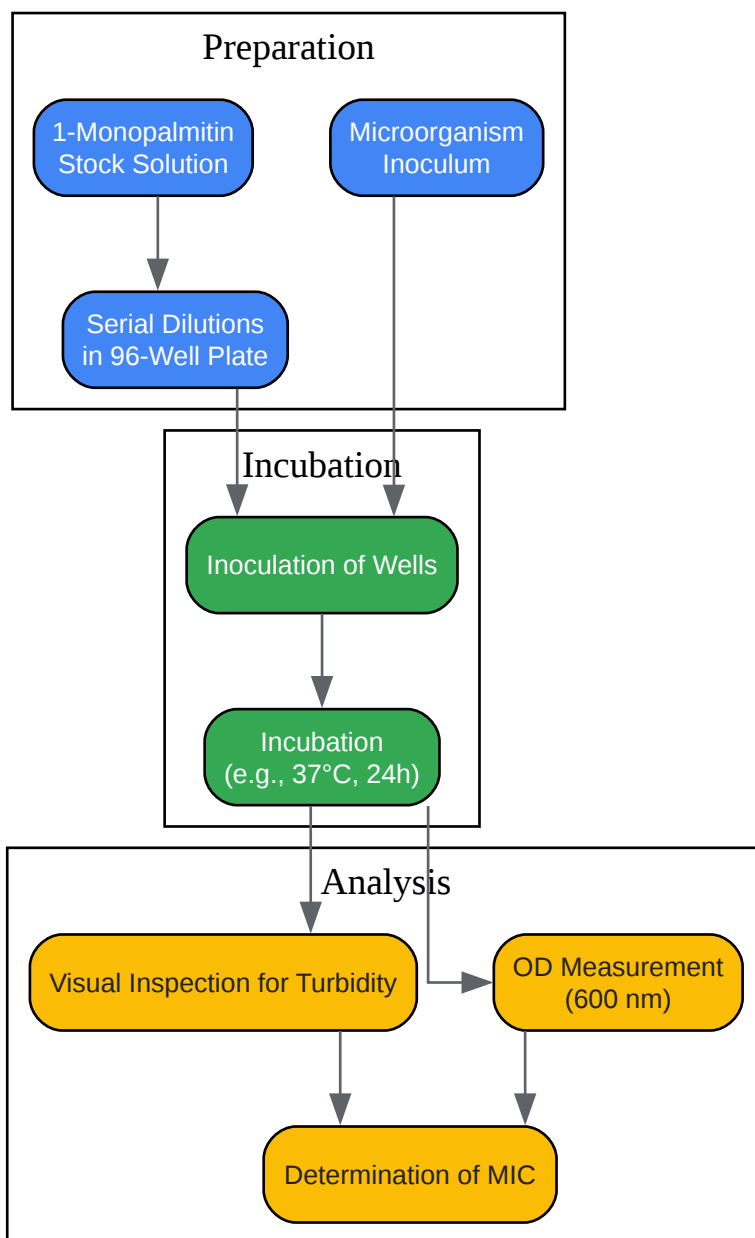 Preparation
1-Monopalmitin
Stock Solution
Microorganism
Inoculum
Serial Dilutions
in 96-Well Plate
Incubation
Inoculation of Wells
Incubation
(e.g., 37°C, 24h)
Analysis
Visual Inspection for Turbidity
OD Measurement
(600 nm)
Determination of MIC